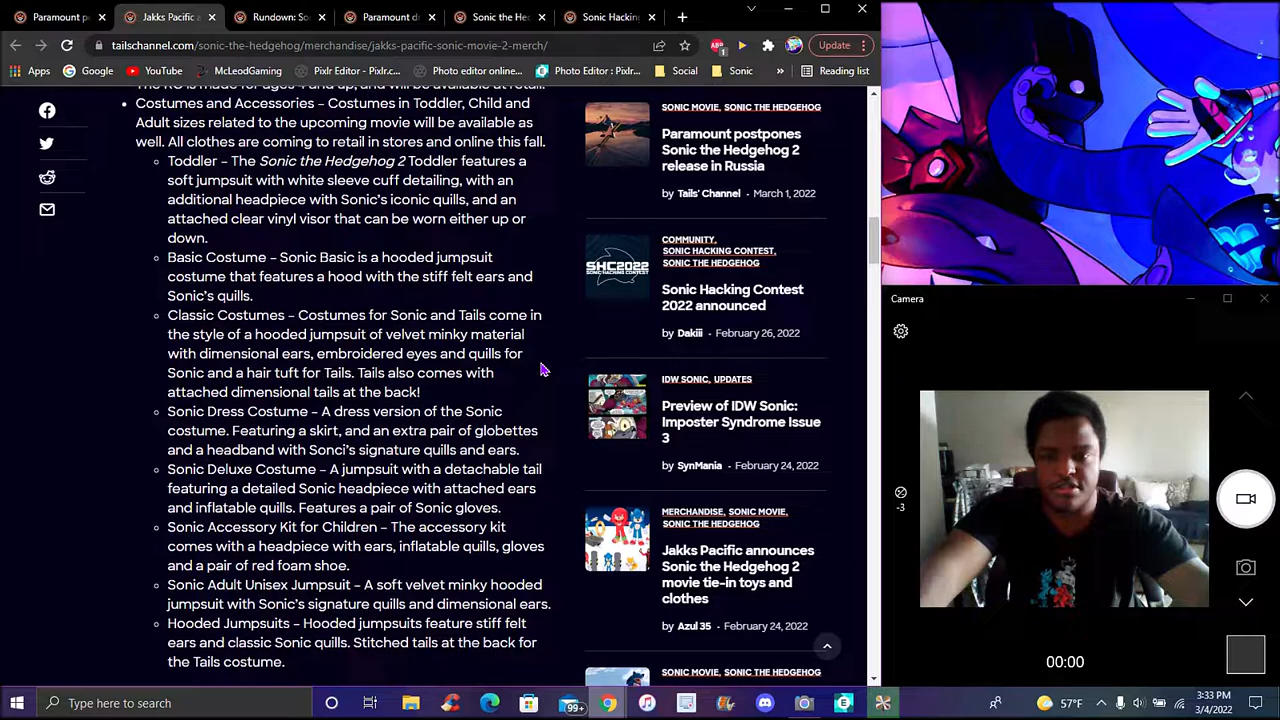 Paramount p
Jakks Pacific a
Rundown: So
Paramount d
Sonic the He
Sonic Hacking
tailschannel.com/sonic-the-hedgehog/merchandise/jakks-pacific-sonic-movie-2-merch/
ABP
1
Update
Apps
Google
YouTube
McLeodGaming
Pixlr Editor - Pixlr.c...
Photo editor online...
Photo Editor : Pixlr...
Social
Sonic
»
Reading list
Costumes and Accessories – Costumes in Toddler, Child and
Adult sizes related to the upcoming movie will be available as
well. All clothes are coming to retail in stores and online this fall.
Toddler – The Sonic the Hedgehog 2 Toddler features a
soft jumpsuit with white sleeve cuff detailing, with an
additional headpiece with Sonic's iconic quills, and an
attached clear vinyl visor that can be worn either up or
down.
Basic Costume – Sonic Basic is a hooded jumpsuit
costume that features a hood with the stiff felt ears and
Sonic's quills.
Classic Costumes – Costumes for Sonic and Tails come in
the style of a hooded jumpsuit of velvet minky material
with dimensional ears, embroidered eyes and quills for
Sonic and a hair tuft for Tails. Tails also comes with
attached dimensional tails at the back!
Sonic Dress Costume – A dress version of the Sonic
costume. Featuring a skirt, and an extra pair of globettes
and a headband with Sonci's signature quills and ears.
Sonic Deluxe Costume – A jumpsuit with a detachable tail
featuring a detailed Sonic headpiece with attached ears
and inflatable quills. Features a pair of Sonic gloves.
Sonic Accessory Kit for Children – The accessory kit
comes with a headpiece with ears, inflatable quills, gloves
and a pair of red foam shoe.
Sonic Adult Unisex Jumpsuit – A soft velvet minky hooded
jumpsuit with Sonic's signature quills and dimensional ears.
Hooded Jumpsuits – Hooded jumpsuits feature stiff felt
ears and classic Sonic quills. Stitched tails at the back for
the Tails costume.
SONIC MOVIE, SONIC THE HEDGEHOG
Paramount postpones
Sonic the Hedgehog 2
release in Russia
by Tails' Channel • March 1, 2022
SHC2022
COMMUNITY,
SONIC HACKING CONTEST,
SONIC THE HEDGEHOG
Sonic Hacking Contest
2022 announced
by Dakiii • February 26, 2022
IDW SONIC, UPDATES
Preview of IDW Sonic:
Imposter Syndrome Issue
3
by SynMania • February 24, 2022
MERCHANDISE, SONIC MOVIE,
SONIC THE HEDGEHOG
Jakks Pacific announces
Sonic the Hedgehog 2
movie tie-in toys and
clothes
by Azul 35 • February 24, 2022
SONIC MOVIE, SONIC THE HEDGEHOG
Camera
-3
00:00
Type here to search
99+
57°F
3:33 PM
3/4/2022